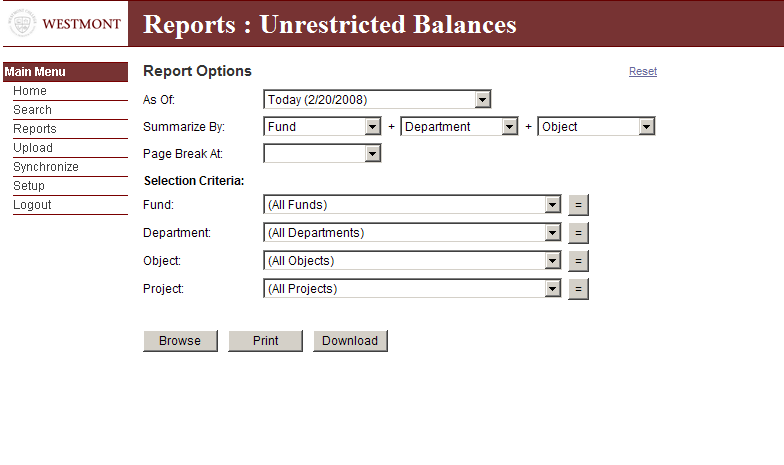 WESTMONT
Reports : Unrestricted Balances
Main Menu
Home
Search
Reports
Upload
Synchronize
Setup
Logout
Report Options
Reset
As Of: Today (2/20/2008)
Summarize By: Fund + Department + Object
Page Break At:
Selection Criteria:
Fund: (All Funds) =
Department: (All Departments) =
Object: (All Objects) =
Project: (All Projects) =
Browse Print Download